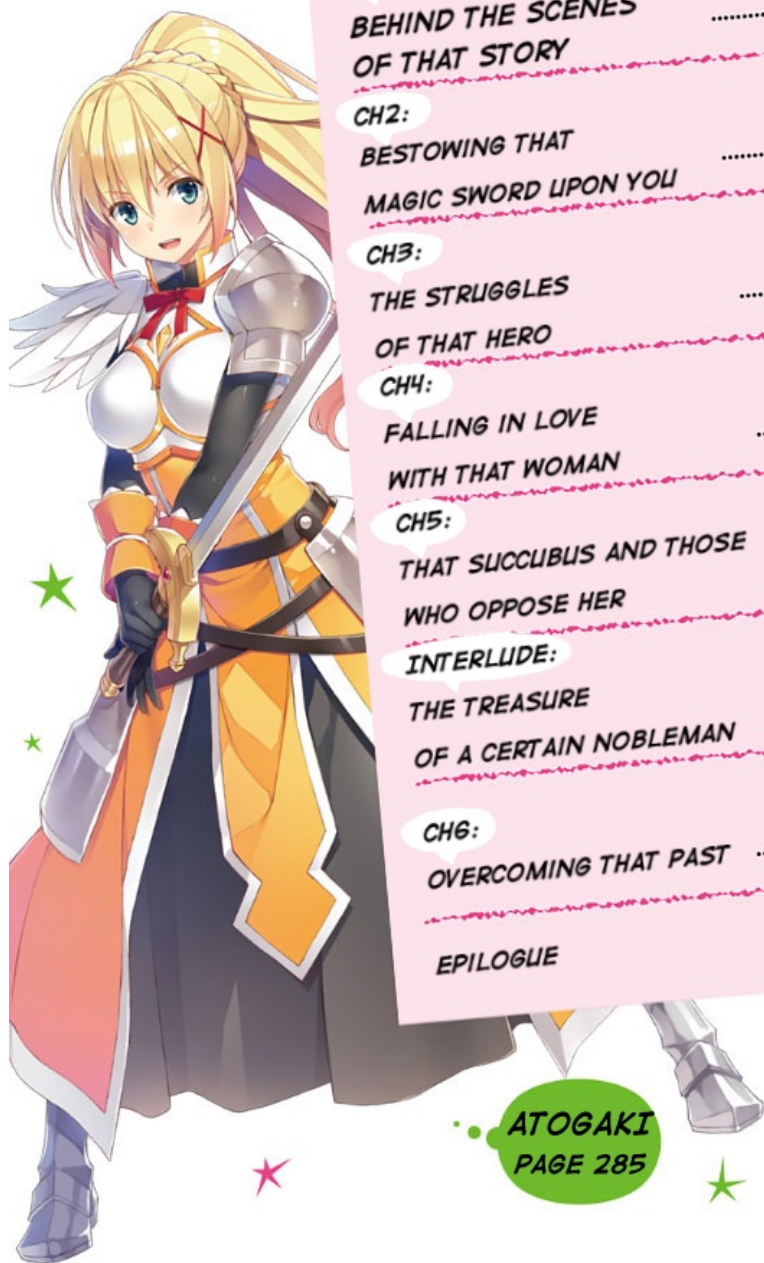 BEHIND THE SCENES ..........
OF THAT STORY
CH2:
BESTOWING THAT
MAGIC SWORD UPON YOU ........
CH3:
THE STRUGGLES .....
OF THAT HERO
CH4:
FALLING IN LOVE ..
WITH THAT WOMAN
CH5:
THAT SUCCUBUS AND THOSE
WHO OPPOSE HER
INTERLUDE:
THE TREASURE
OF A CERTAIN NOBLEMAN
CH6:
OVERCOMING THAT PAST ..
EPILOGUE
ATOGAKI
PAGE 285